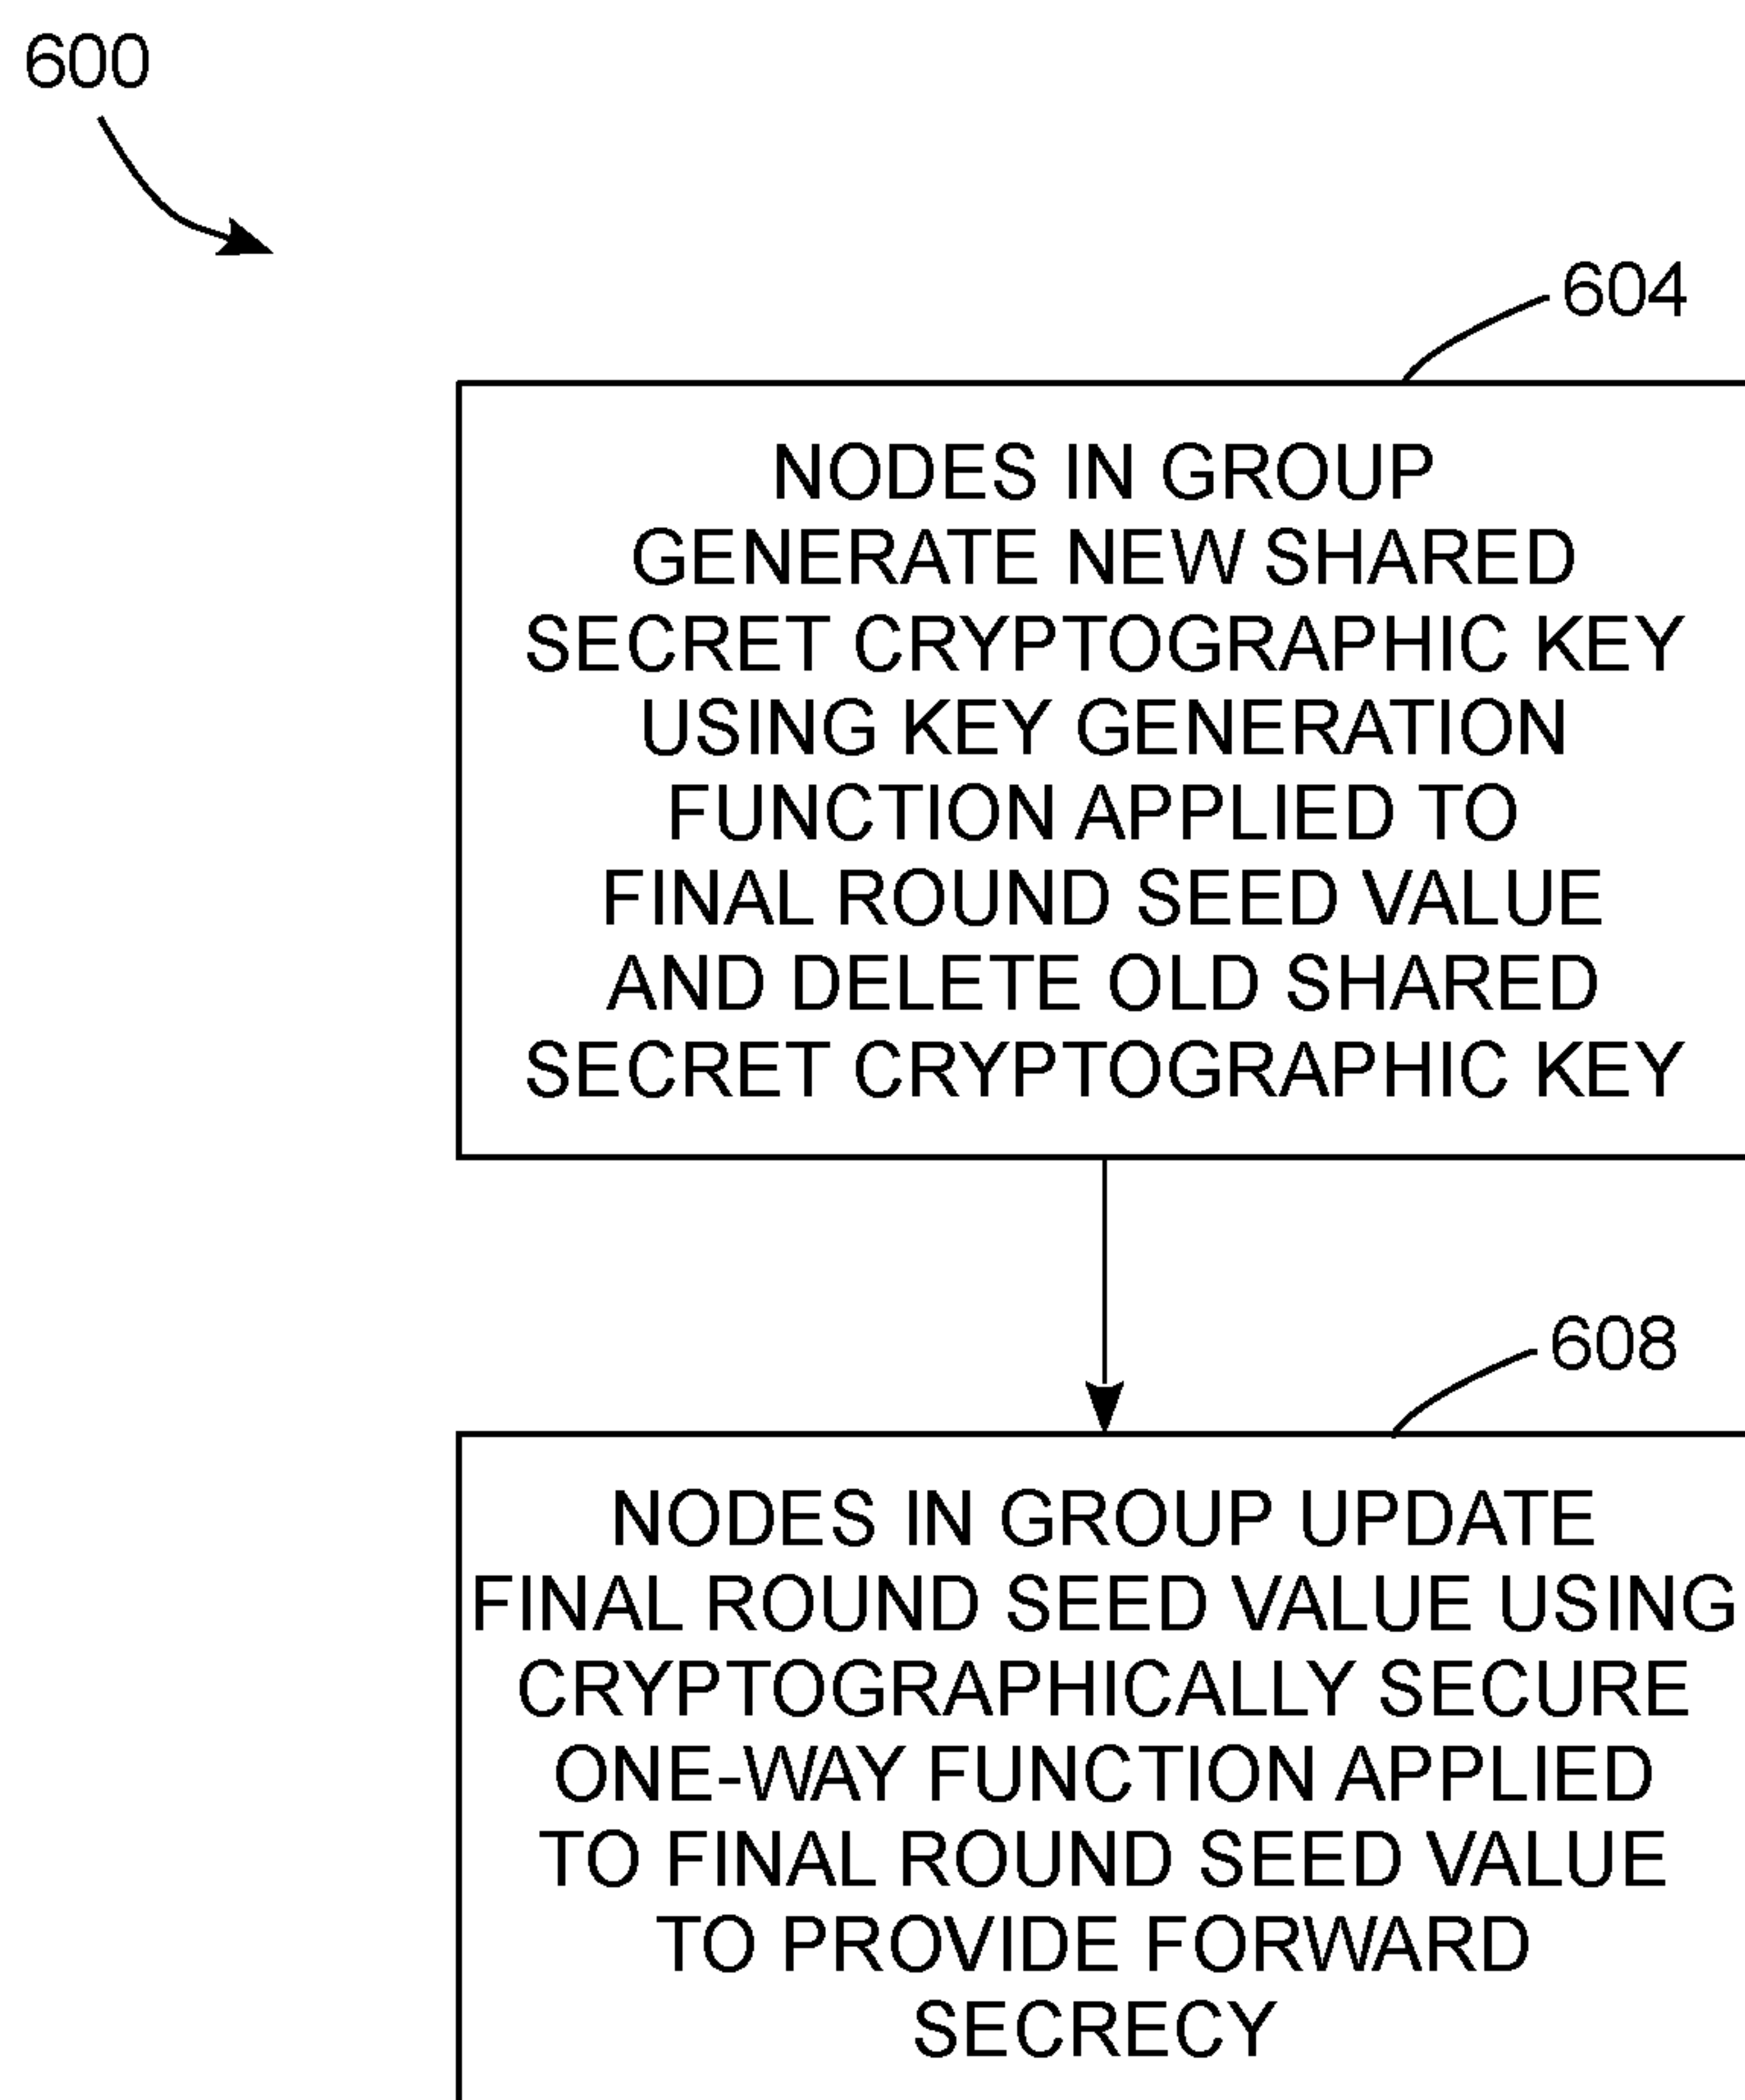 600
604
NODES IN GROUP
GENERATE NEW SHARED
SECRET CRYPTOGRAPHIC KEY
USING KEY GENERATION
FUNCTION APPLIED TO
FINAL ROUND SEED VALUE
AND DELETE OLD SHARED
SECRET CRYPTOGRAPHIC KEY
608
NODES IN GROUP UPDATE
FINAL ROUND SEED VALUE USING
CRYPTOGRAPHICALLY SECURE
ONE-WAY FUNCTION APPLIED
TO FINAL ROUND SEED VALUE
TO PROVIDE FORWARD
SECRECY